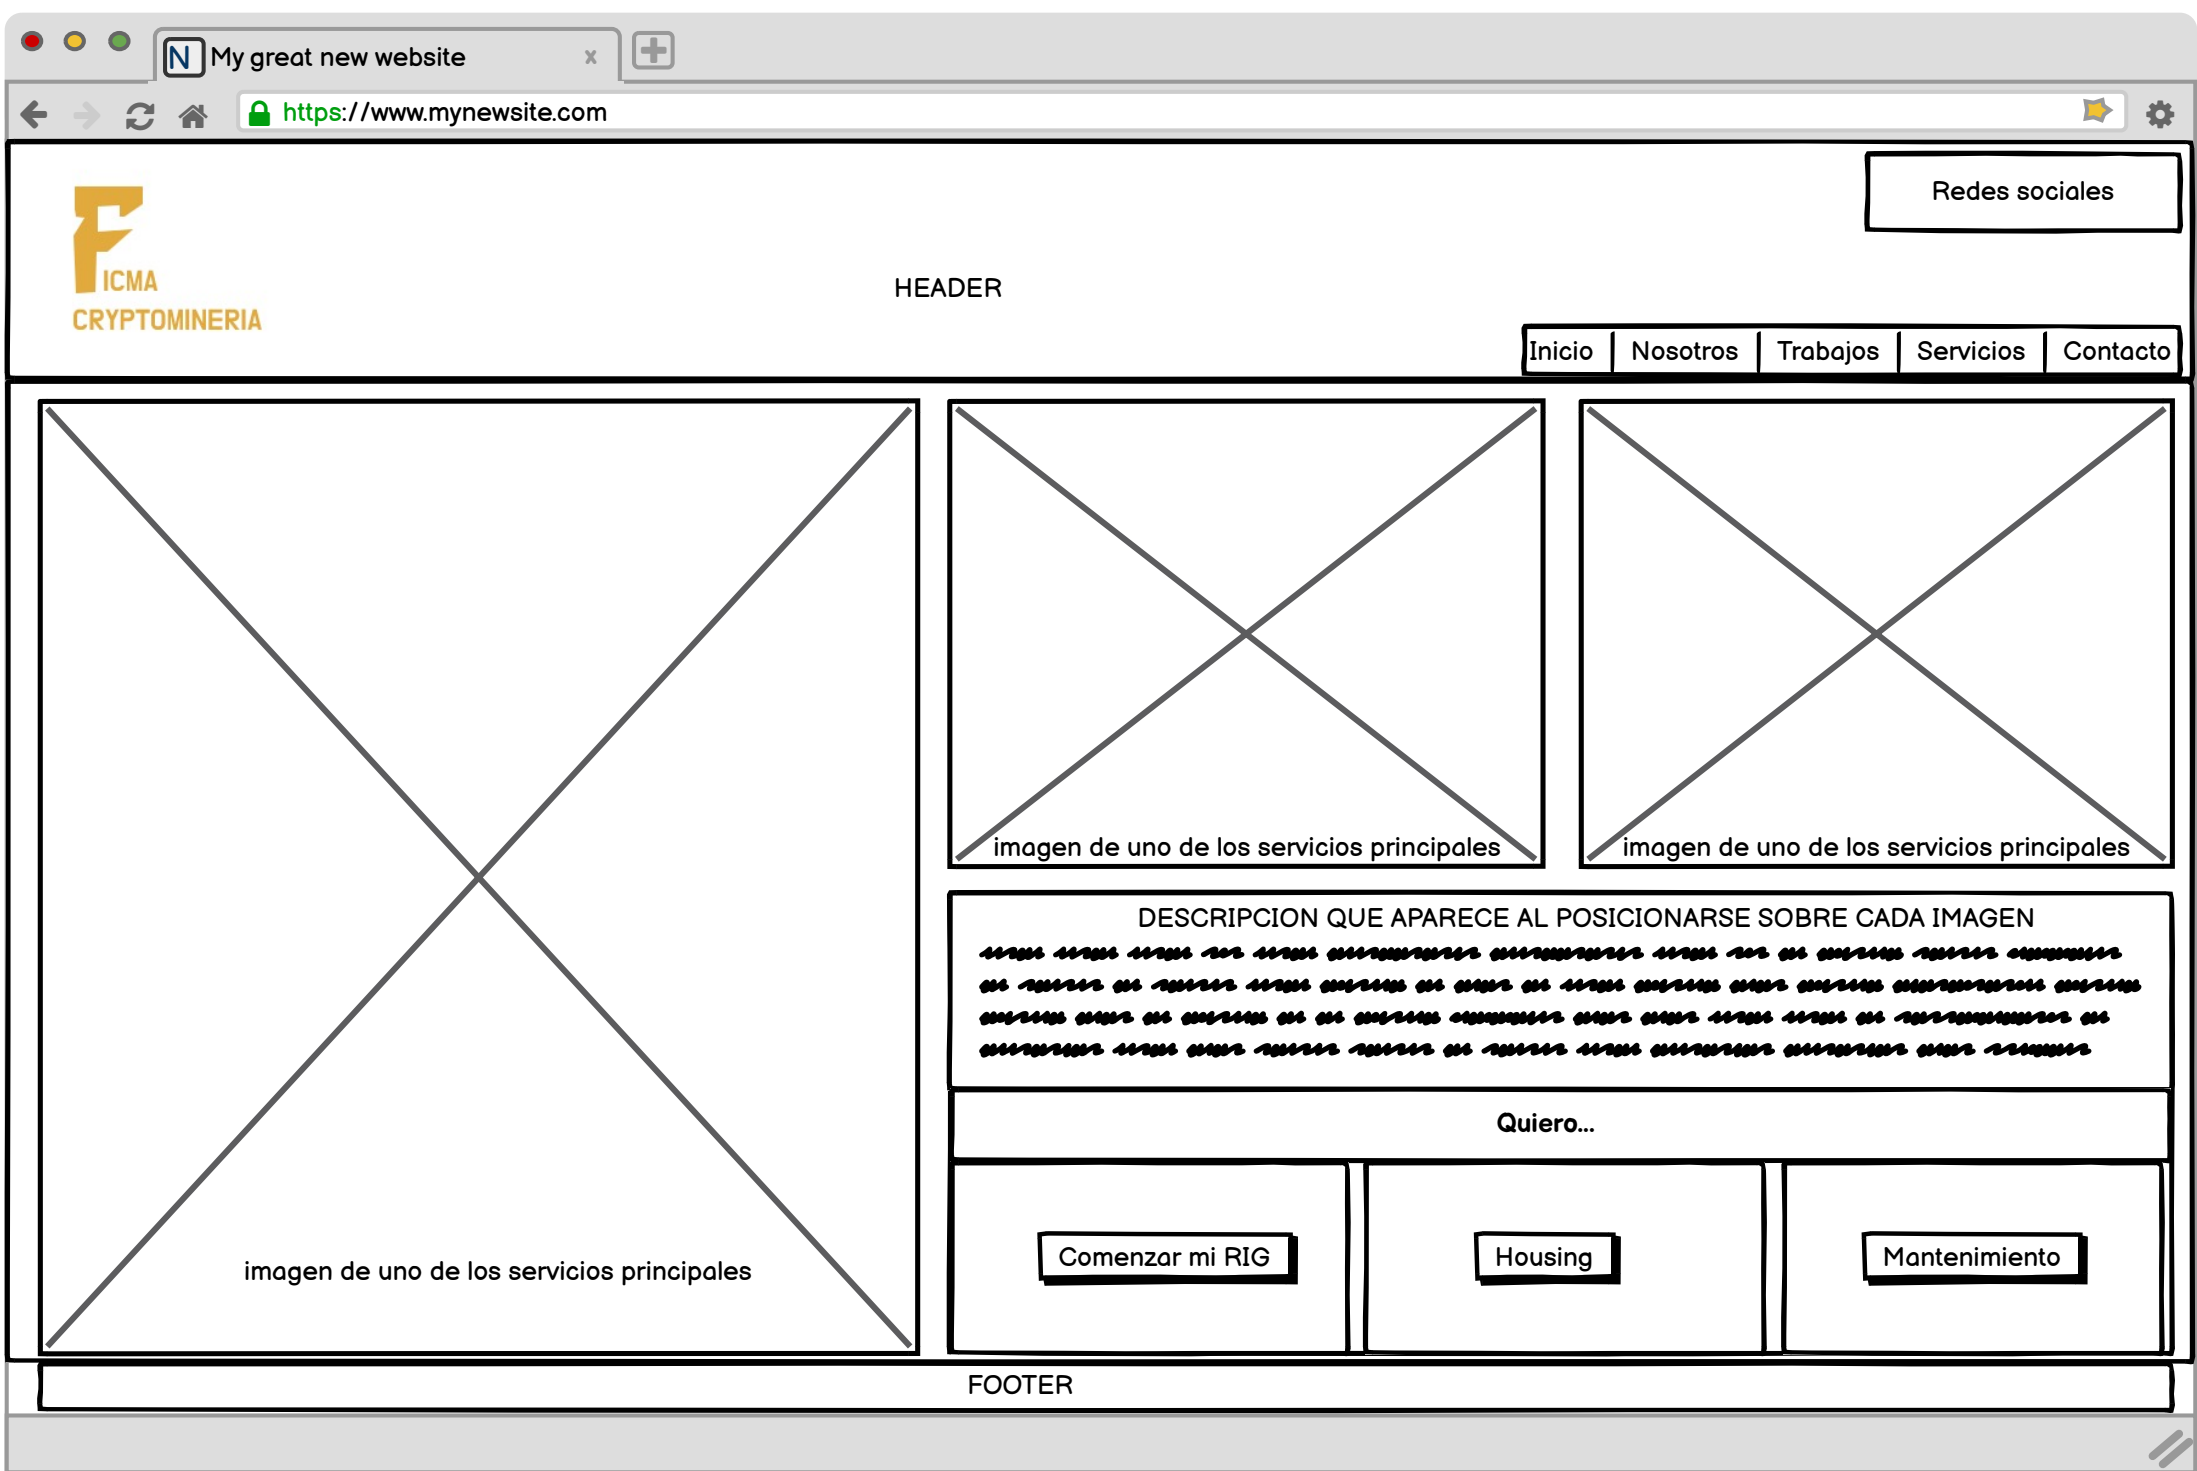 N My great new website x
https://www.mynewsite.com
Redes sociales
F
ICMA
CRYPTOMINERIA
HEADER
Inicio Nosotros Trabajos Servicios Contacto
imagen de uno de los servicios principales
imagen de uno de los servicios principales
imagen de uno de los servicios principales
DESCRIPCION QUE APARECE AL POSICIONARSE SOBRE CADA IMAGEN
Quiero...
Comenzar mi RIG
Housing
Mantenimiento
FOOTER